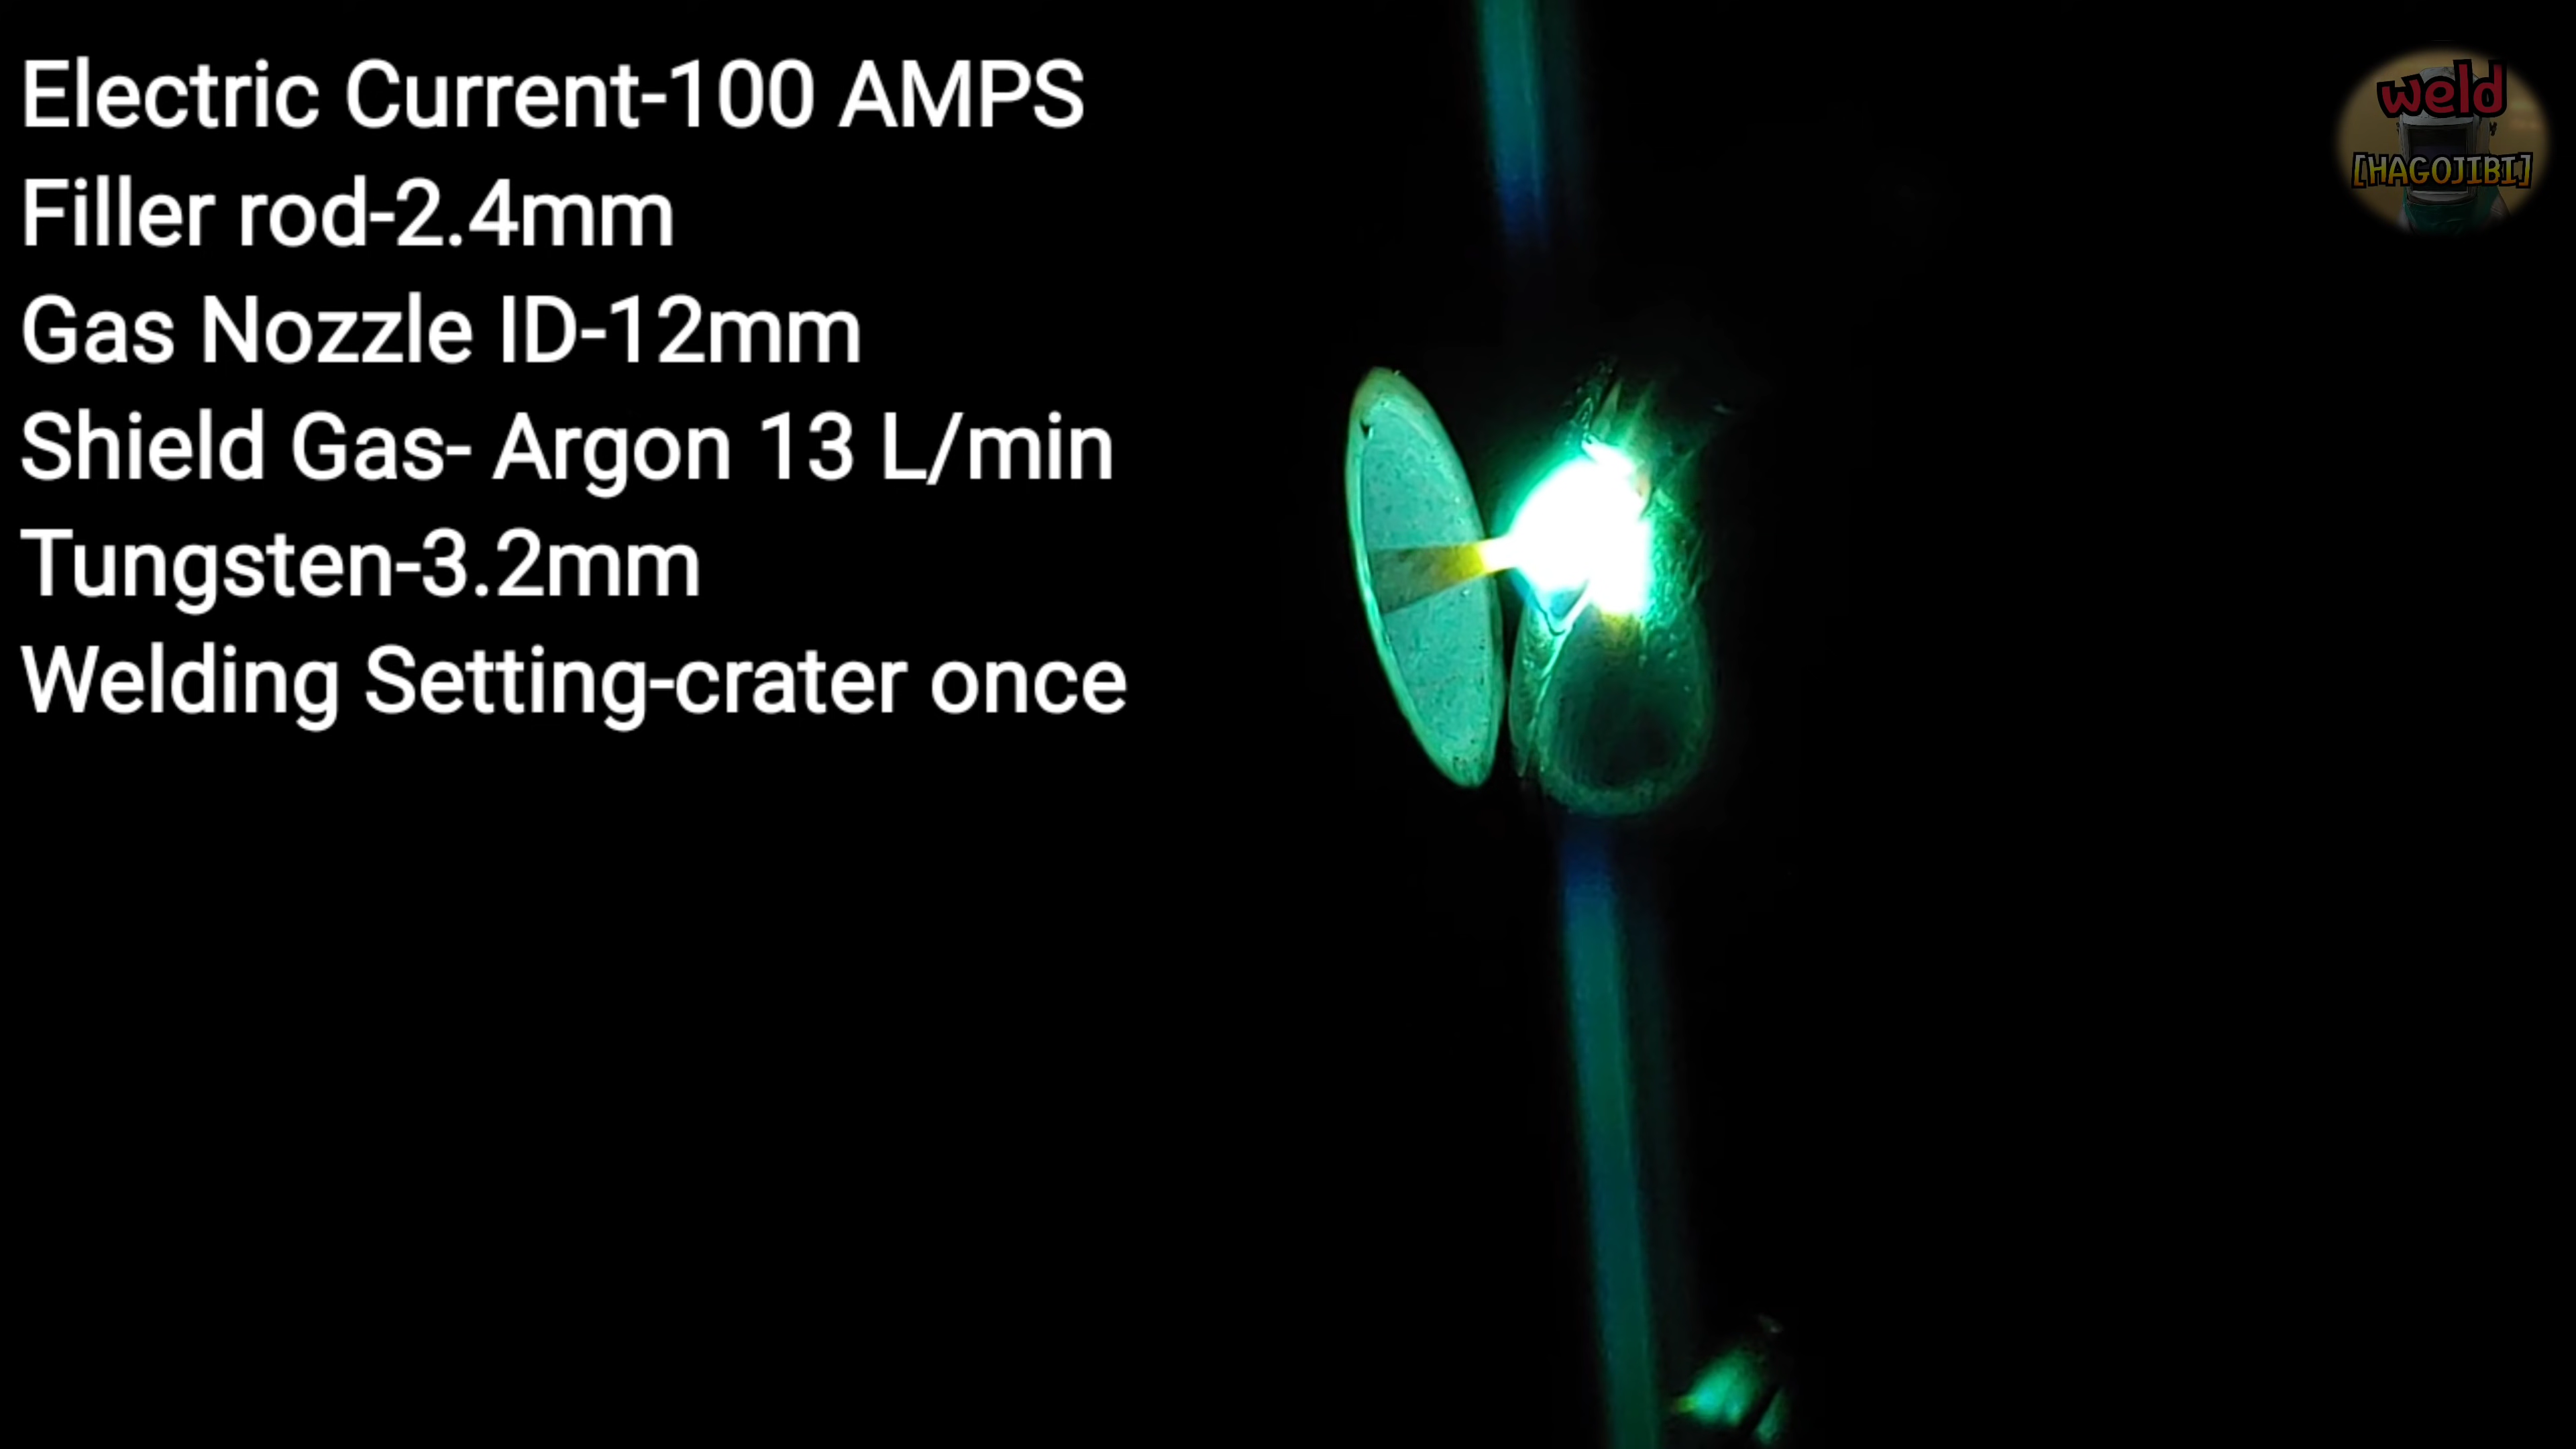 Electric Current-100 AMPS
Filler rod-2.4mm
Gas Nozzle ID-12mm
Shield Gas- Argon 13 L/min
Tungsten-3.2mm
Welding Setting-crater once
weld
[HAGOJIBI]